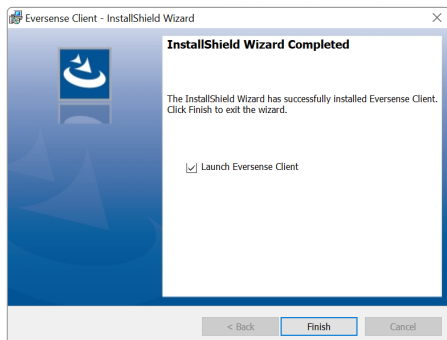 Eversense Client - InstallShield Wizard
InstallShield Wizard Completed
The InstallShield Wizard has successfully installed Eversense Client.
Click Finish to exit the wizard.
Launch Eversense Client
< Back
Finish
Cancel